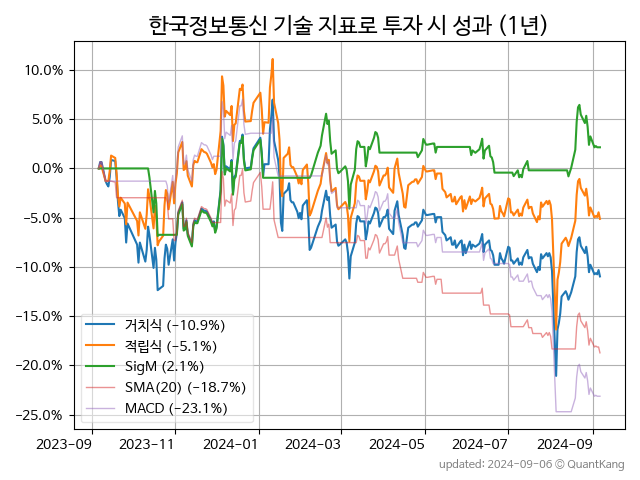 한국정보통신 기술 지표로 투자 시 성과 (1년)
10.0%
5.0%
0.0%
−5.0%
−10.0%
−15.0%
−20.0%
−25.0%
거치식 (−10.9%)
적립식 (−5.1%)
SigM (2.1%)
SMA(20) (−18.7%)
MACD (−23.1%)
2023-09 2023-11 2024-01 2024-03 2024-05 2024-07 2024-09
updated: 2024-09-06 © QuantKang